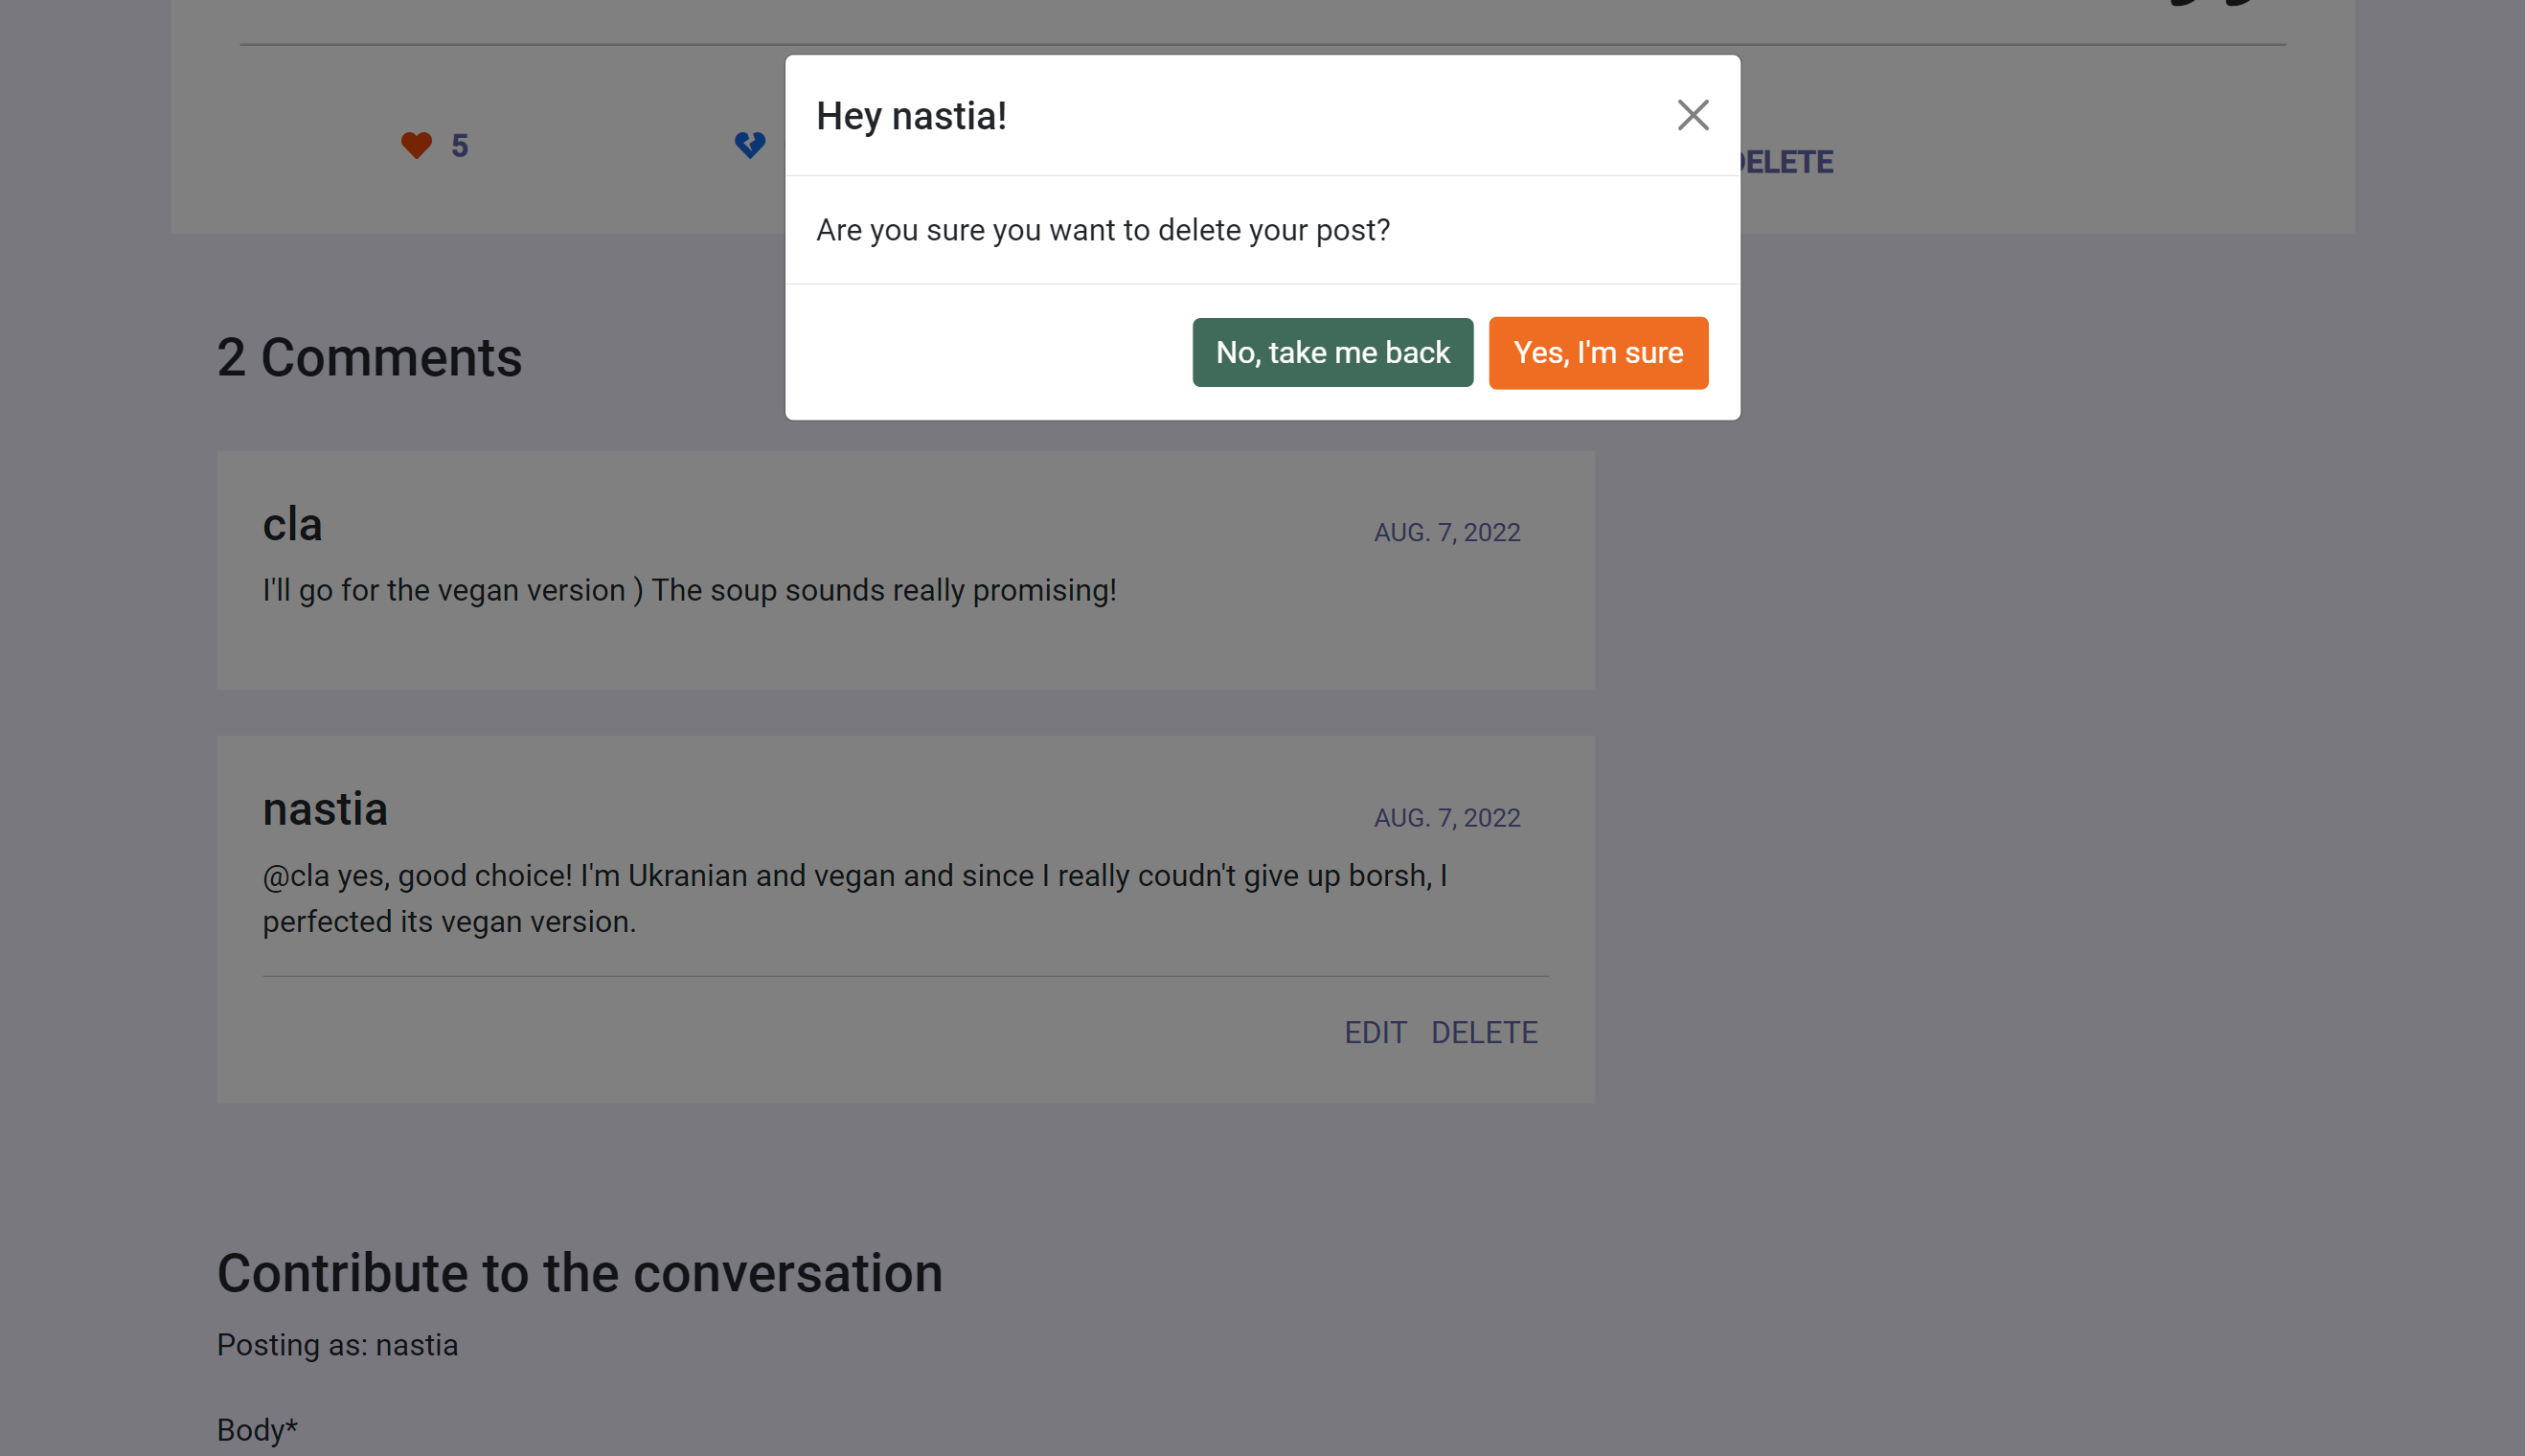 Hey nastia!
5
ELETE
Are you sure you want to delete your post?
No, take me back
Yes, I'm sure
2 Comments
cla
AUG. 7, 2022
I'll go for the vegan version ) The soup sounds really promising!
nastia
AUG. 7, 2022
@cla yes, good choice! I'm Ukranian and vegan and since I really coudn't give up borsh, I
perfected its vegan version.
EDIT DELETE
Contribute to the conversation
Posting as: nastia
Body*